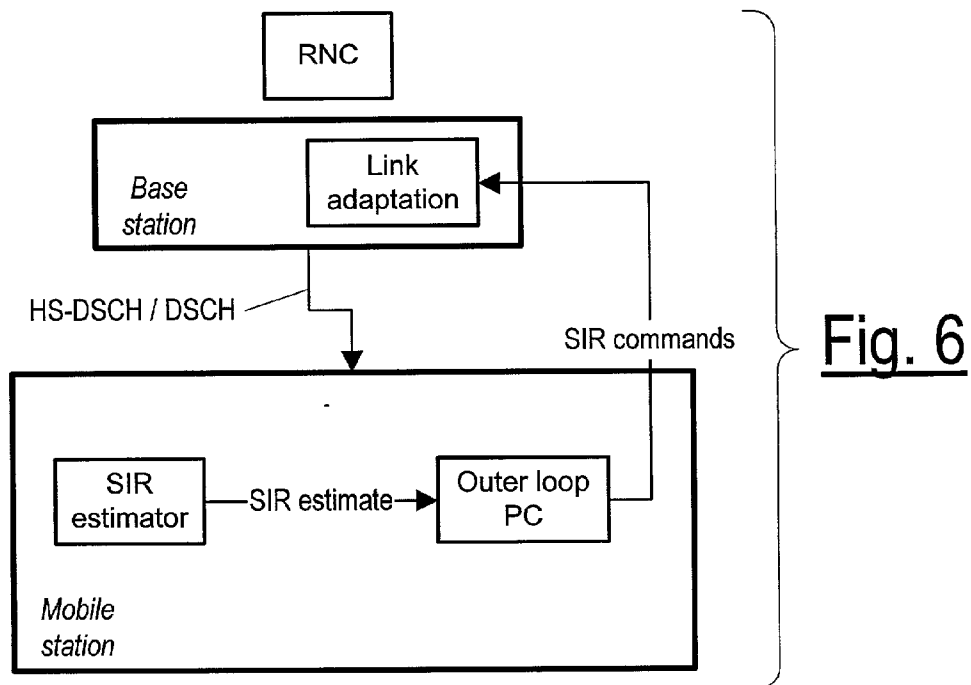 RNC
Link
adaptation
Base
station
HS-DSCH / DSCH
SIR commands
Fig. 6
SIR
estimator
SIR estimate
Outer loop
PC
Mobile
station